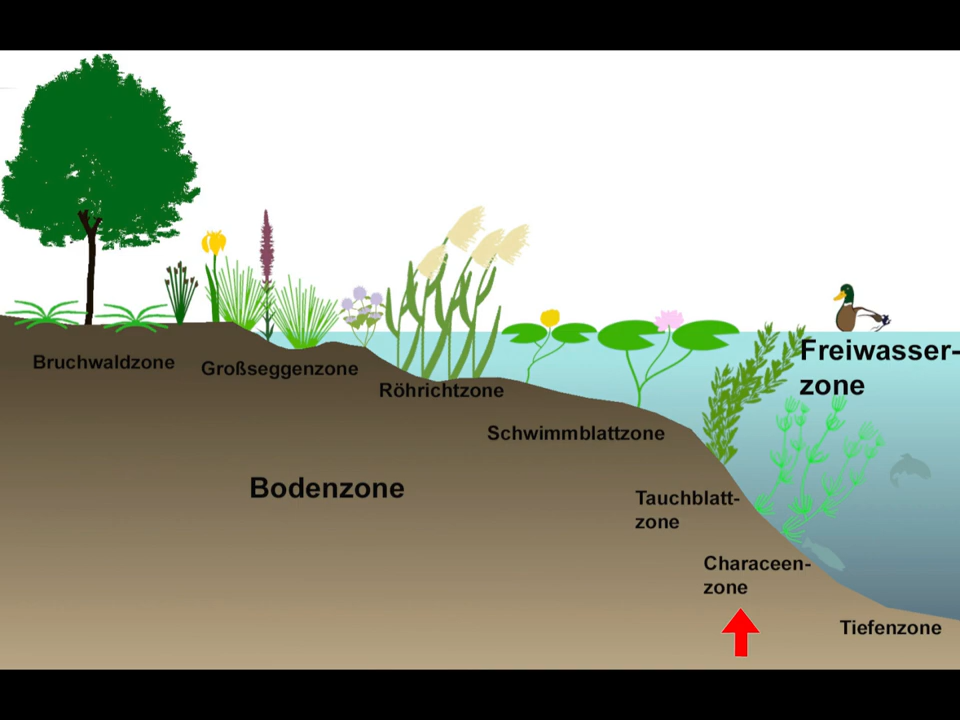 Freiwasser-
zone
Bruchwaldzone
Großseggenzone
Röhrichtzone
Schwimmblattzone
Bodenzone
Tauchblatt-
zone
Characeen-
zone
Tiefenzone